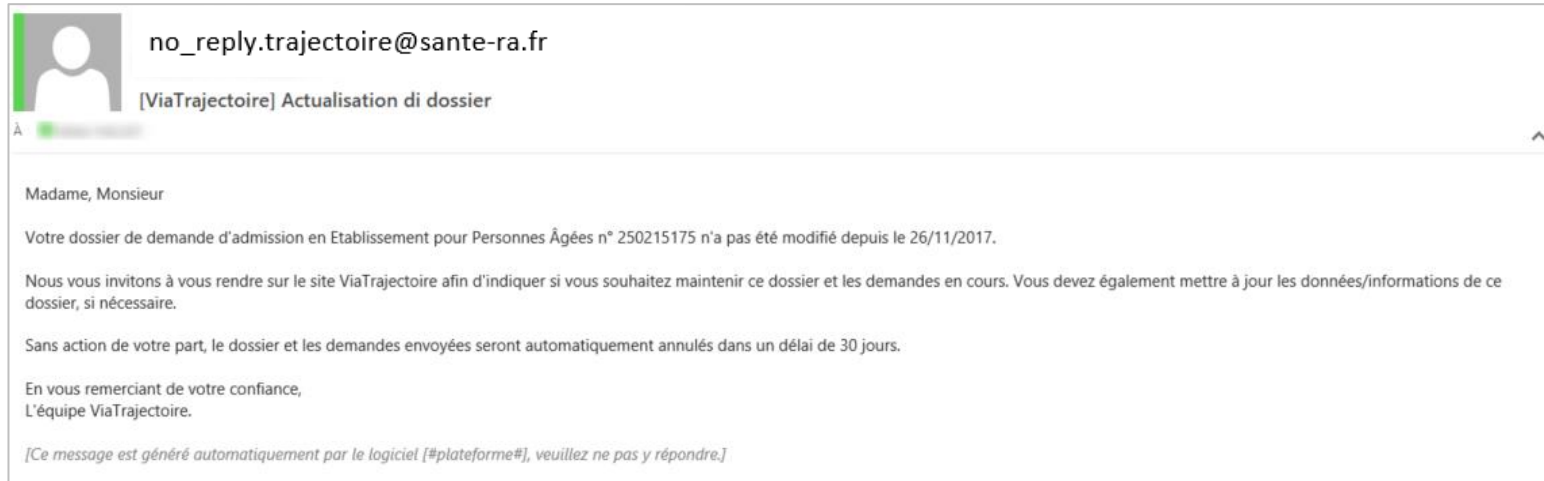 no_reply.trajectoire@sante-ra.fr
[ViaTrajectoire] Actualisation di dossier
À
Madame, Monsieur
Votre dossier de demande d'admission en Etablissement pour Personnes Âgées n° 250215175 n'a pas été modifié depuis le 26/11/2017.
Nous vous invitons à vous rendre sur le site ViaTrajectoire afin d'indiquer si vous souhaitez maintenir ce dossier et les demandes en cours. Vous devez également mettre à jour les données/informations de ce
dossier, si nécessaire.
Sans action de votre part, le dossier et les demandes envoyées seront automatiquement annulés dans un délai de 30 jours.
En vous remerciant de votre confiance,
L'équipe ViaTrajectoire.
[Ce message est généré automatiquement par le logiciel [#plateforme#], veuillez ne pas y répondre.]